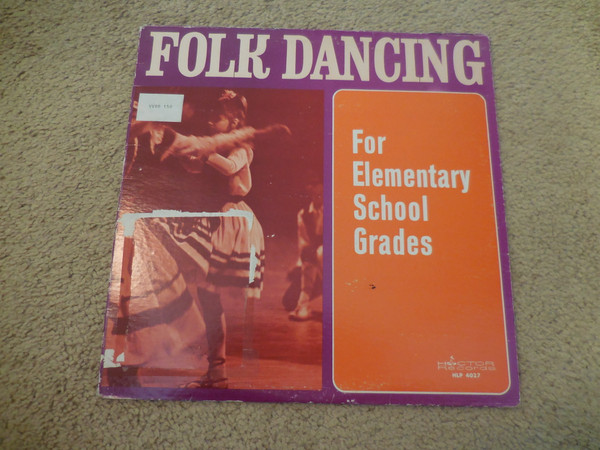 FOLK DANCING
For
Elementary
School
Grades
HOCTOR
Records
HLP 4027